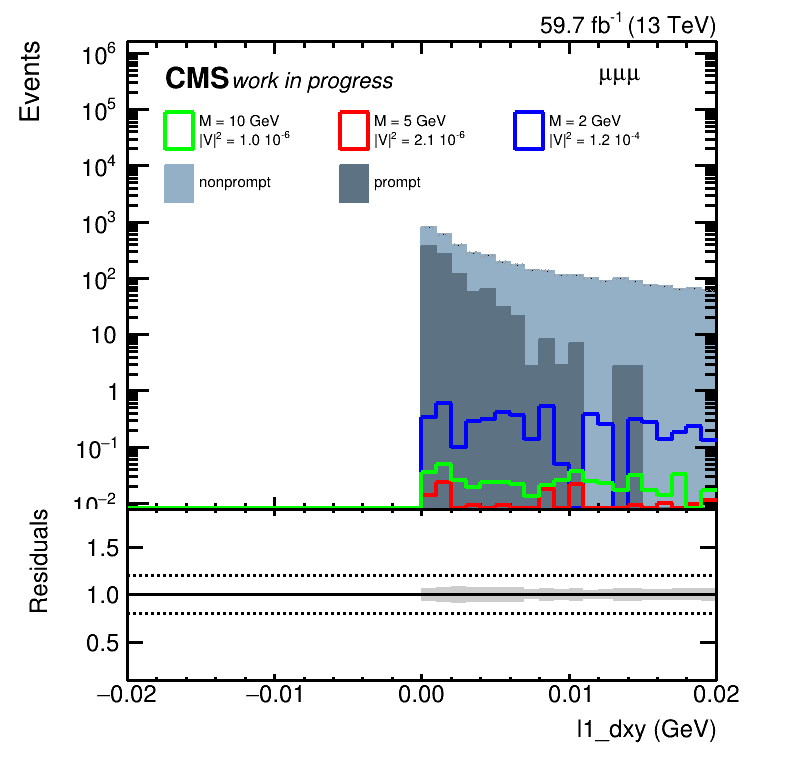 59.7 fb⁻¹ (13 TeV)
Events
CMS work in progress
μμμ
M = 10 GeV
|V|² = 1.0 10⁻⁶
M = 5 GeV
|V|² = 2.1 10⁻⁶
M = 2 GeV
|V|² = 1.2 10⁻⁴
nonprompt
prompt
10⁶
10⁵
10⁴
10³
10²
10
1
10⁻¹
10⁻²
Residuals
1.5
1.0
0.5
−0.02 −0.01 0.00 0.01 0.02
l1_dxy (GeV)